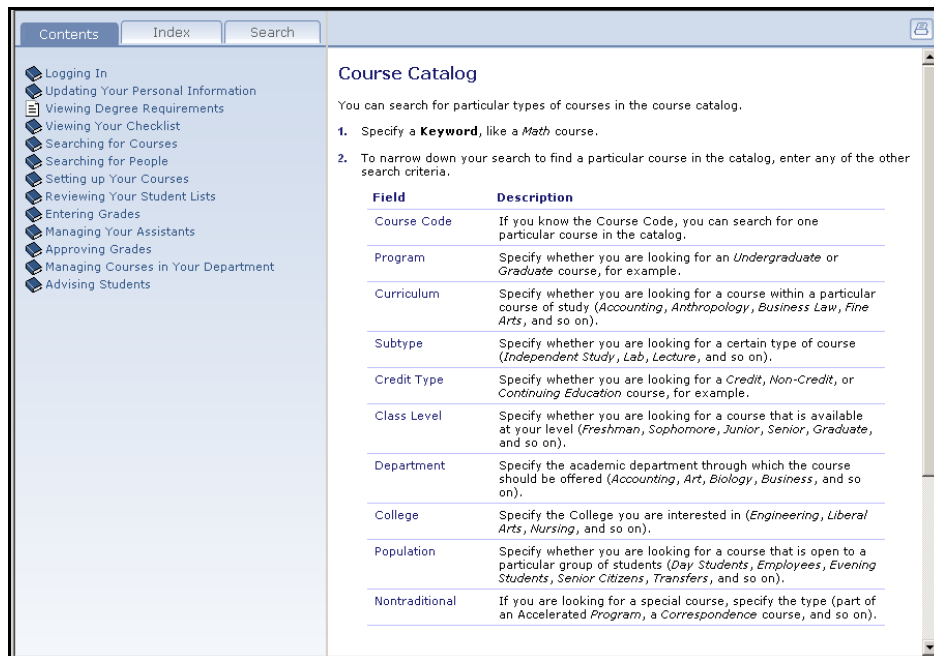 Contents
Index
Search
Logging In
Updating Your Personal Information
Viewing Degree Requirements
Viewing Your Checklist
Searching for Courses
Searching for People
Setting up Your Courses
Reviewing Your Student Lists
Entering Grades
Managing Your Assistants
Approving Grades
Managing Courses in Your Department
Advising Students
Course Catalog
You can search for particular types of courses in the course catalog.
1. Specify a Keyword, like a Math course.
2. To narrow down your search to find a particular course in the catalog, enter any of the other
search criteria.
Field Description
Course Code If you know the Course Code, you can search for one
particular course in the catalog.
Program Specify whether you are looking for an Undergraduate or
Graduate course, for example.
Curriculum Specify whether you are looking for a course within a particular
course of study (Accounting, Anthropology, Business Law, Fine
Arts, and so on).
Subtype Specify whether you are looking for a certain type of course
(Independent Study, Lab, Lecture, and so on).
Credit Type Specify whether you are looking for a Credit, Non-Credit, or
Continuing Education course, for example.
Class Level Specify whether you are looking for a course that is available
at your level (Freshman, Sophomore, Junior, Senior, Graduate,
and so on).
Department Specify the academic department through which the course
should be offered (Accounting, Art, Biology, Business, and so
on).
College Specify the College you are interested in (Engineering, Liberal
Arts, Nursing, and so on).
Population Specify whether you are looking for a course that is open to a
particular group of students (Day Students, Employees, Evening
Students, Senior Citizens, Transfers, and so on).
Nontraditional If you are looking for a special course, specify the type (part of
an Accelerated Program, a Correspondence course, and so on).